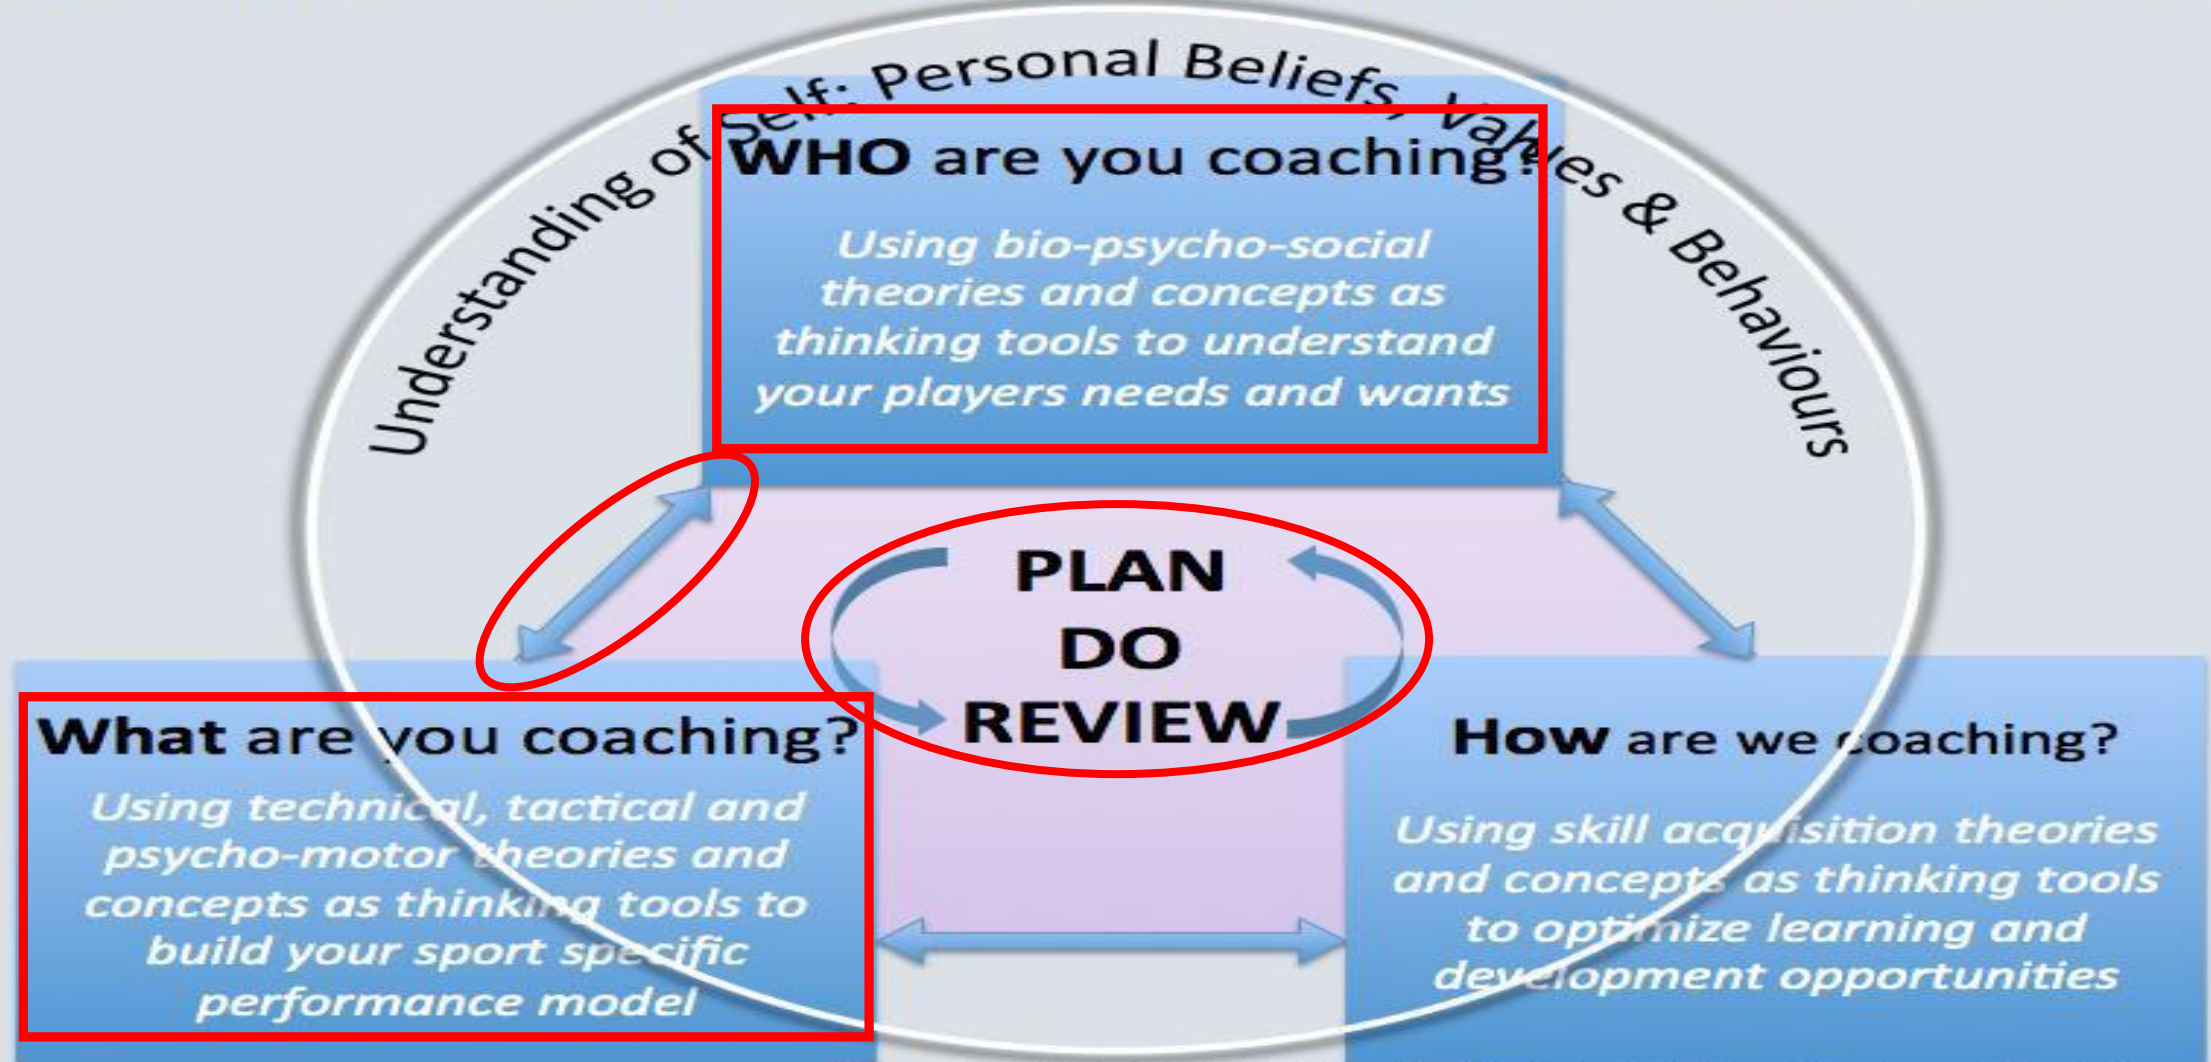 Understanding of Self: Personal Beliefs, Values & Behaviours
WHO are you coaching?
Using bio-psycho-social
theories and concepts as
thinking tools to understand
your players needs and wants
PLAN
DO
REVIEW
What are you coaching?
Using technical, tactical and
psycho-motor theories and
concepts as thinking tools to
build your sport specific
performance model
How are we coaching?
Using skill acquisition theories
and concepts as thinking tools
to optimize learning and
development opportunities